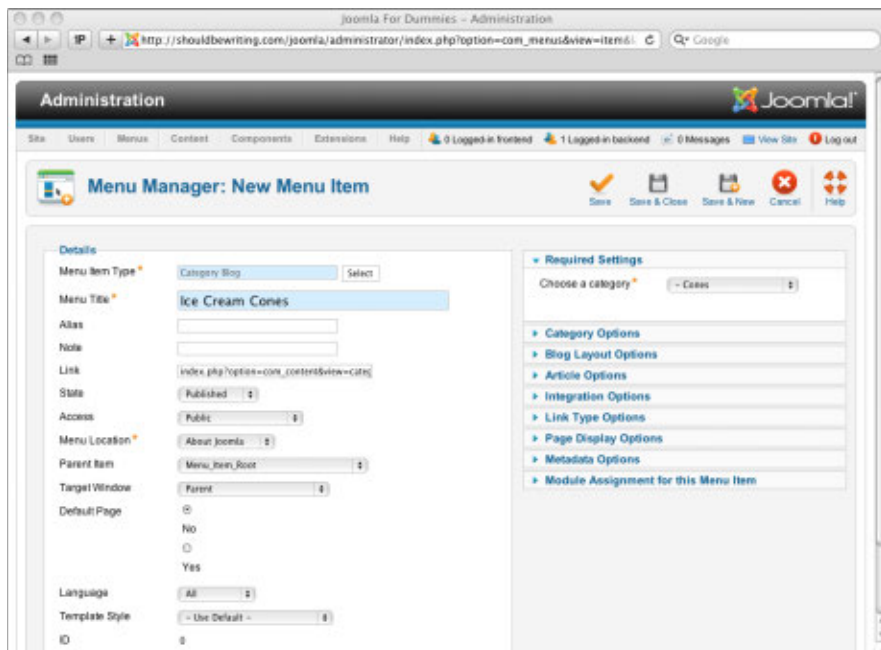 Joomla For Dummies – Administration
IP + http://shouldbewriting.com/joomla/administrator/index.php?option=com_menus&view=item& Google
Administration
Joomla!
Site Users Menus Content Components Extensions Help 0 Logged-in frontend 1 Logged-in backend 0 Messages View Site Log out
Menu Manager: New Menu Item
Save Save & Close Save & New Cancel Help
Details
Menu Item Type * Category Blog Select
Menu Title * Ice Cream Cones
Alias
Note
Link index.php?option=com_content&view=categ
State Published
Access Public
Menu Location * About Joomla
Parent Item Menu_Item_Root
Target Window Parent
Default Page
No
Yes
Language All
Template Style - Use Default -
ID 0
Required Settings
Choose a category * - Cones
Category Options
Blog Layout Options
Article Options
Integration Options
Link Type Options
Page Display Options
Metadata Options
Module Assignment for this Menu Item